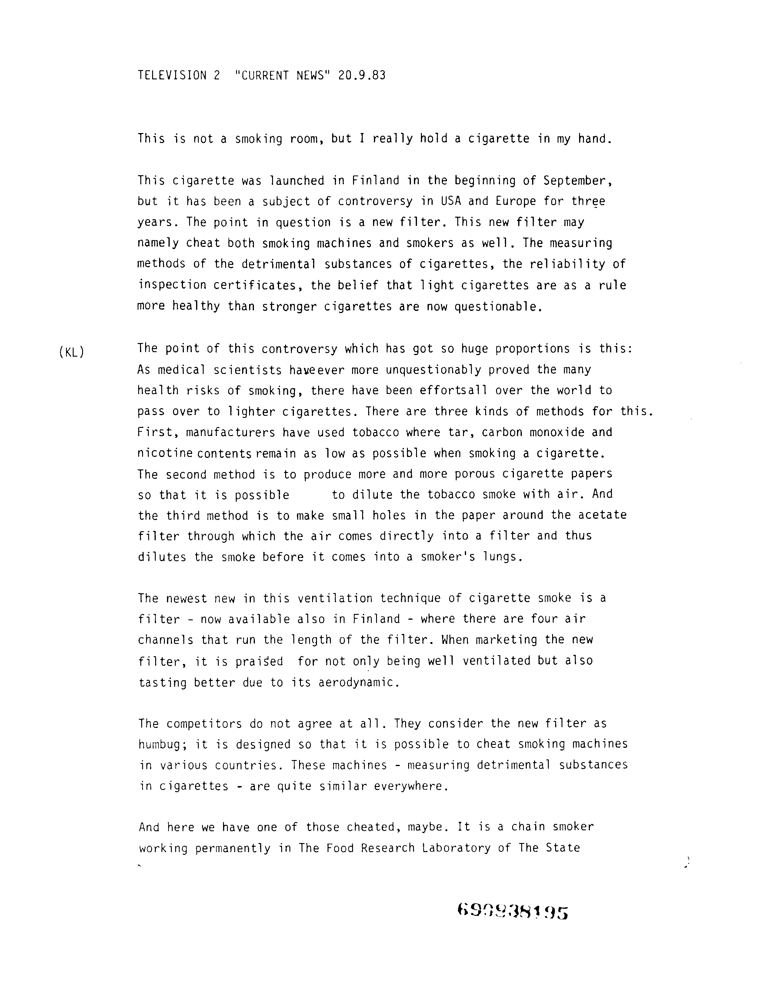 TELEVISION 2 "CURRENT NEWS" 20.9.83
This is not a smoking room, but I really hold a cigarette in my hand.
This cigarette was launched in Finland in the beginning of September,
but it has been a subject of controversy in USA and Europe for three
years. The point in question is a new filter. This new filter may
namely cheat both smoking machines and smokers as well. The measuring
methods of the detrimental substances of cigarettes, the reliability of
inspection certificates, the belief that light cigarettes are as a rule
more healthy than stronger cigarettes are now questionable.
(KL) The point of this controversy which has got so huge proportions is this:
As medical scientists haveever more unquestionably proved the many
health risks of smoking, there have been effortsall over the world to
pass over to lighter cigarettes. There are three kinds of methods for this.
First, manufacturers have used tobacco where tar, carbon monoxide and
nicotine contents remain as low as possible when smoking a cigarette.
The second method is to produce more and more porous cigarette papers
so that it is possible to dilute the tobacco smoke with air. And
the third method is to make small holes in the paper around the acetate
filter through which the air comes directly into a filter and thus
dilutes the smoke before it comes into a smoker's lungs.
The newest new in this ventilation technique of cigarette smoke is a
filter - now available also in Finland - where there are four air
channels that run the length of the filter. When marketing the new
filter, it is praised for not only being well ventilated but also
tasting better due to its aerodynamic.
The competitors do not agree at all. They consider the new filter as
humbug; it is designed so that it is possible to cheat smoking machines
in various countries. These machines - measuring detrimental substances
in cigarettes - are quite similar everywhere.
And here we have one of those cheated, maybe. It is a chain smoker
working permanently in The Food Research Laboratory of The State
690938195